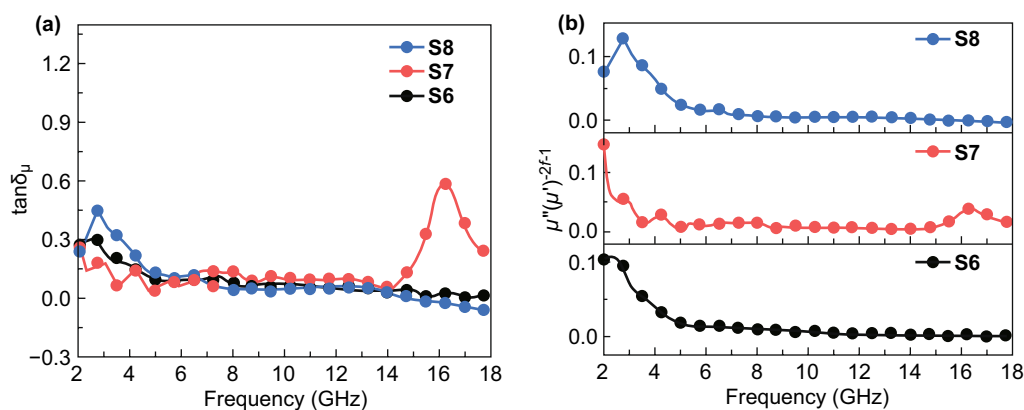 (a)
S8
S7
S6
1.2
0.9
0.6
0.3
0.0
−0.3
tanδμ
2 4 6 8 10 12 14 16 18
Frequency (GHz)
(b)
S8
0.1
0.0
S7
0.1
0.0
S6
0.1
0.0
μ"(μ')-2f-1
2 4 6 8 10 12 14 16 18
Frequency (GHz)